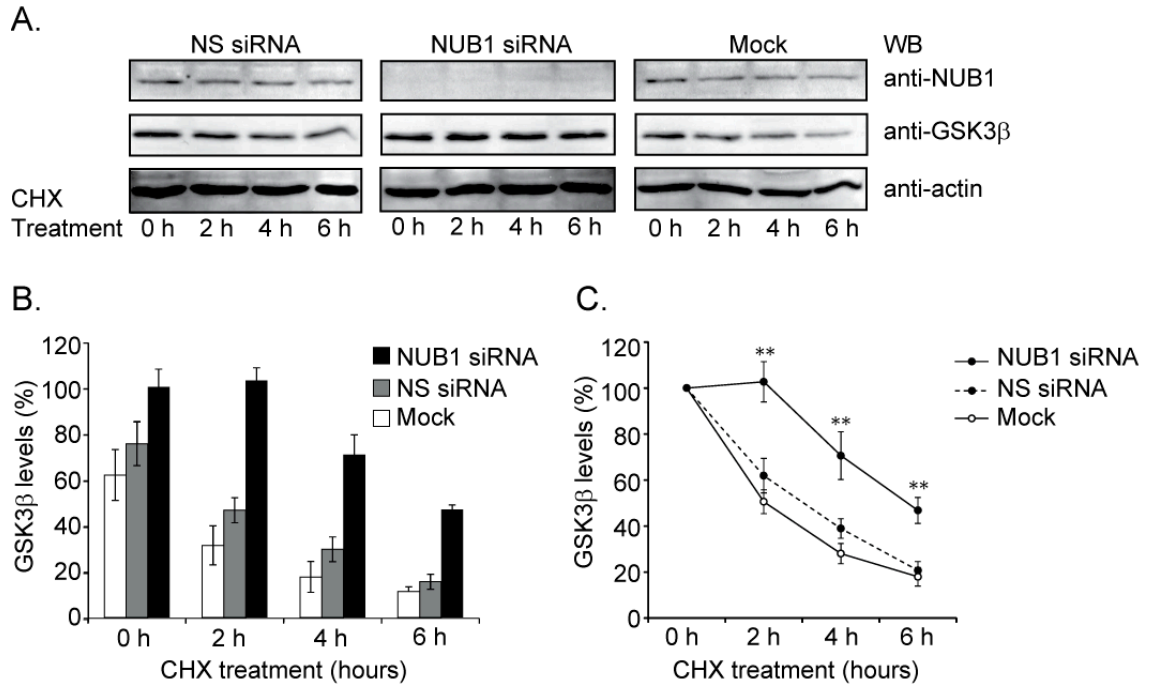 A.
NS siRNA NUB1 siRNA Mock WB
anti-NUB1
anti-GSK3β
anti-actin
CHX
Treatment 0 h 2 h 4 h 6 h 0 h 2 h 4 h 6 h 0 h 2 h 4 h 6 h
B.
GSK3β levels (%)
120
100
80
60
40
20
0
NUB1 siRNA
NS siRNA
Mock
0 h 2 h 4 h 6 h
CHX treatment (hours)
C.
GSK3β levels (%)
120
100
80
60
40
20
0
**
**
**
NUB1 siRNA
NS siRNA
Mock
0 h 2 h 4 h 6 h
CHX treatment (hours)